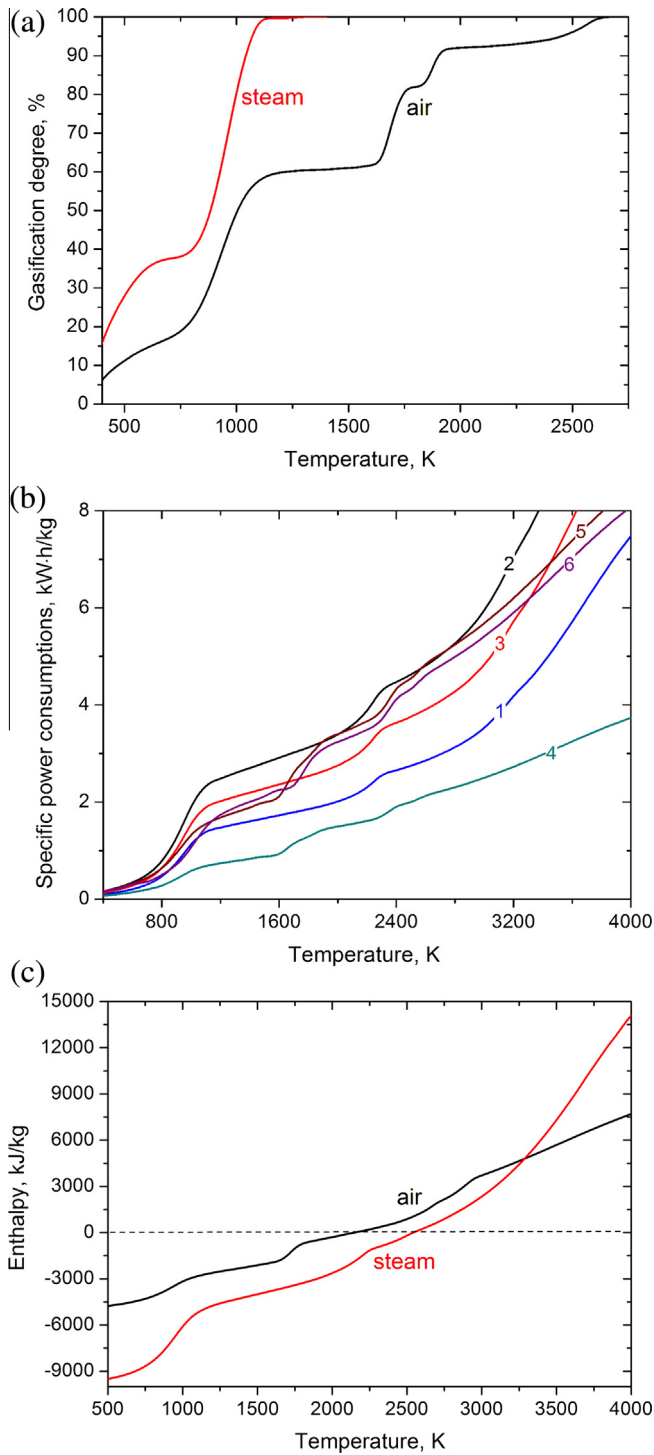 (a)
100
90
80
70
60
50
40
30
20
10
0
Gasification degree, %
steam
air
500 1000 1500 2000 2500
Temperature, K
(b)
8
6
4
2
0
Specific power consumptions, kW·h/kg
2
5
6
3
1
4
800 1600 2400 3200 4000
Temperature, K
(c)
15000
12000
9000
6000
3000
0
-3000
-6000
-9000
Enthalpy, kJ/kg
air
steam
500 1000 1500 2000 2500 3000 3500 4000
Temperature, K